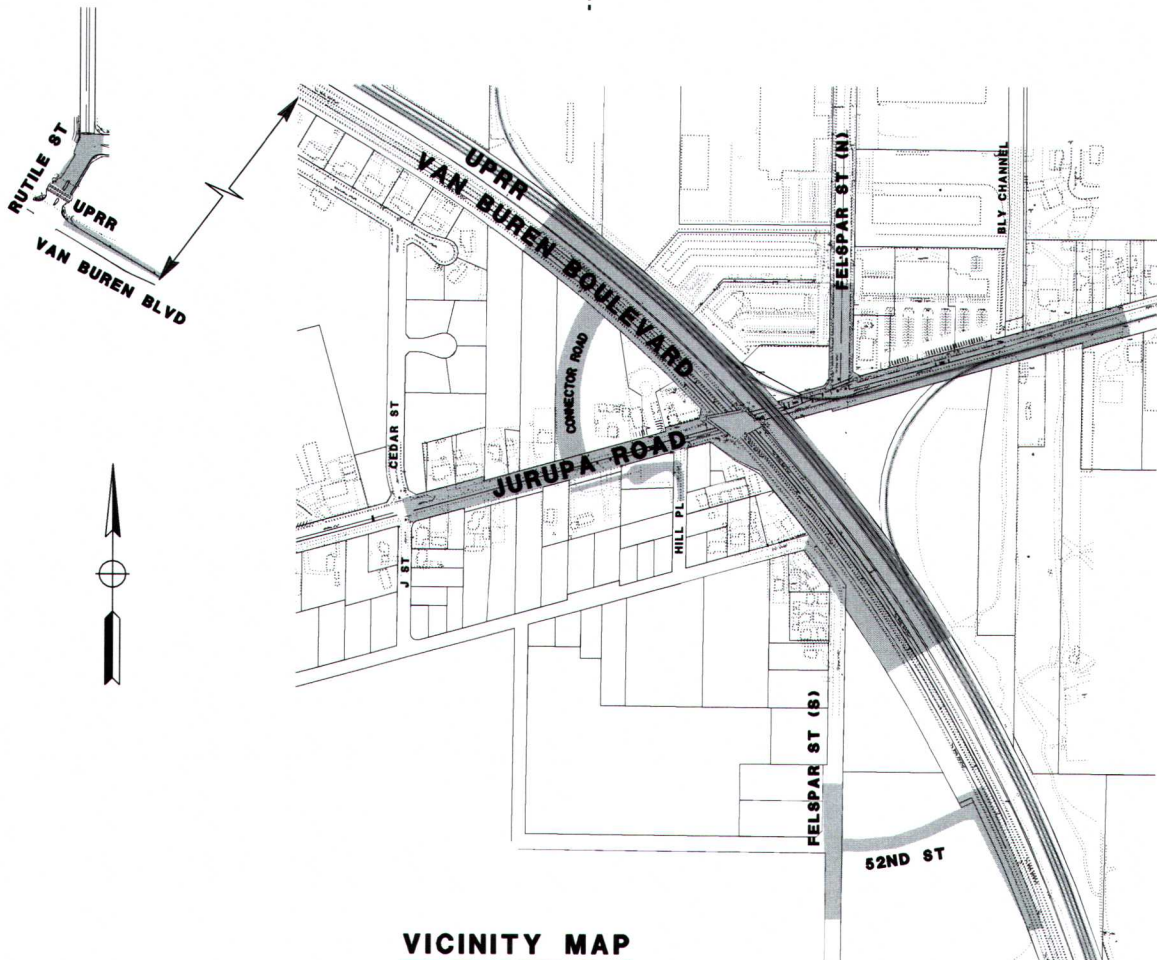 RUTILE ST
UPRR
VAN BUREN BLVD
UPRR
VAN BUREN BOULEVARD
FELSPAR ST (N)
BLY CHANNEL
CONNECTOR ROAD
CEDAR ST
JURUPA ROAD
HILL PL
J ST
FELSPAR ST (S)
52ND ST
VICINITY MAP